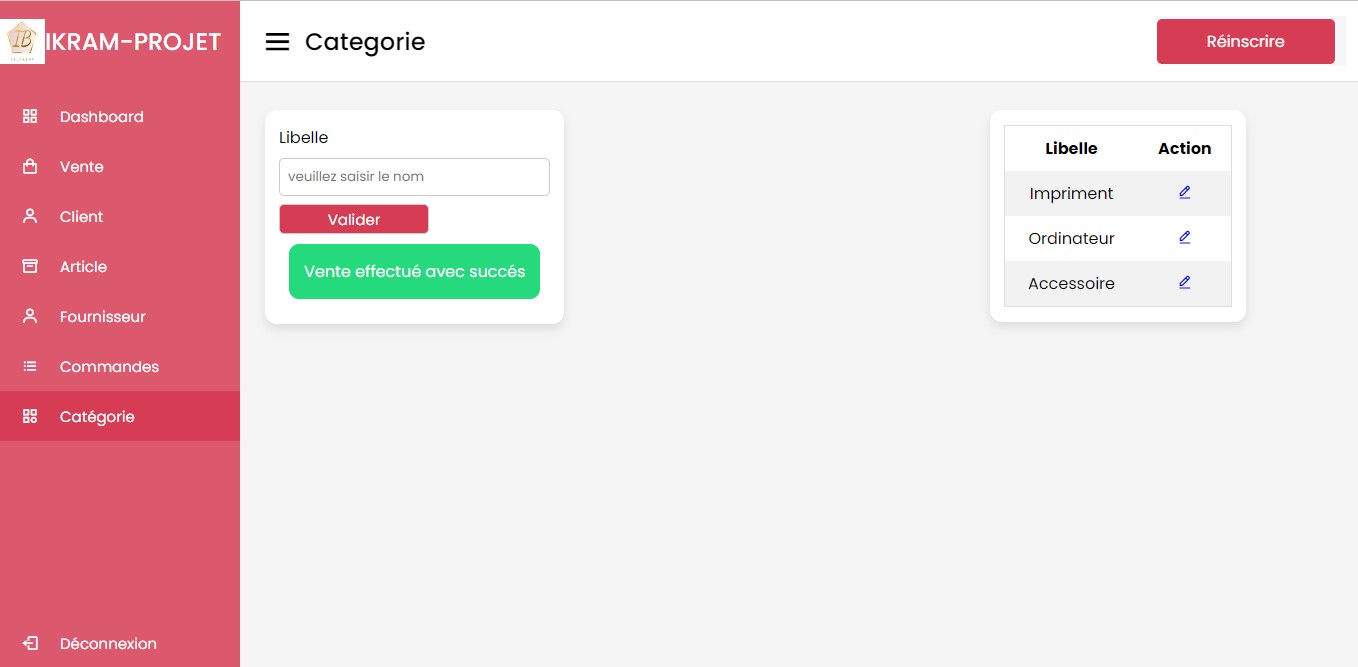 IB
IKRAM-PROJET
Categorie
Réinscrire
Dashboard
Vente
Client
Article
Fournisseur
Commandes
Catégorie
Déconnexion
Libelle
veuillez saisir le nom
Valider
Vente effectué avec succés
Libelle Action
Impriment
Ordinateur
Accessoire